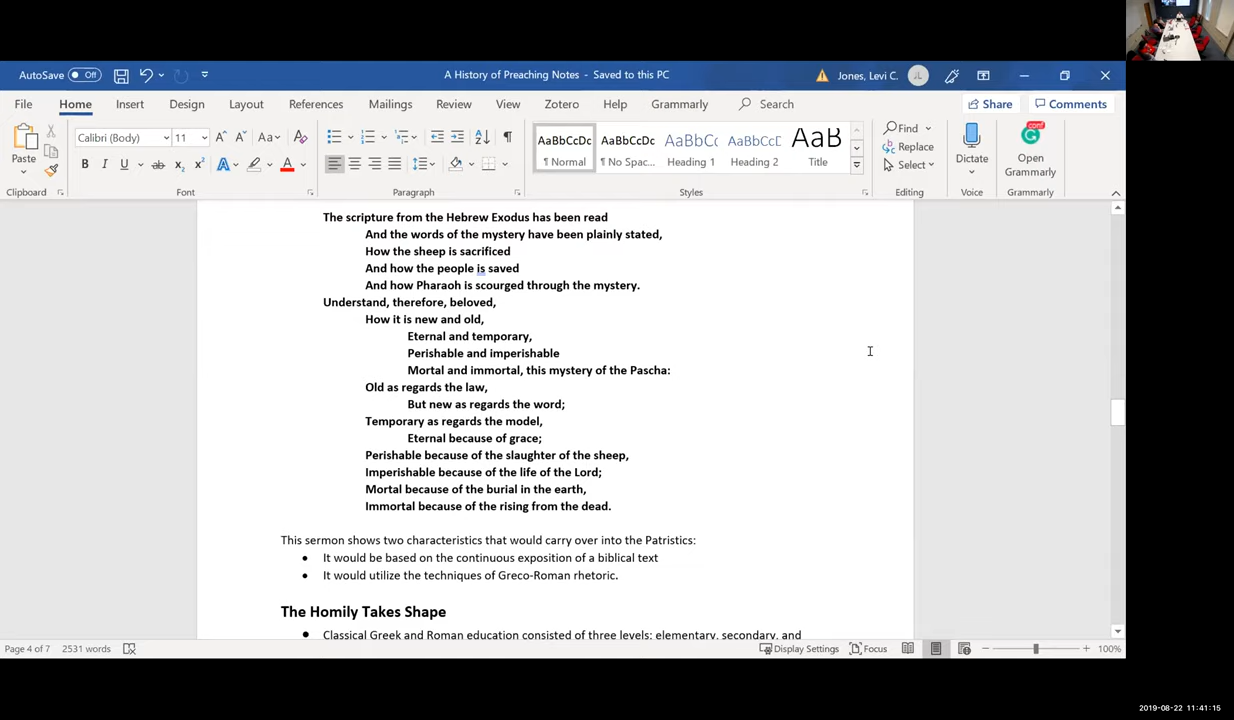 AutoSave Off
A History of Preaching Notes - Saved to this PC
Jones, Levi C. JL
File Home Insert Design Layout References Mailings Review View Zotero Help Grammarly Search Share Comments
Paste
Clipboard
Calibri (Body) 11
Font
Paragraph
AaBbCcDc AaBbCcDc AaBbCc AaBbCcD AaB
¶ Normal ¶ No Spac... Heading 1 Heading 2 Title
Styles
Find
Replace
Select
Editing
Dictate
Voice
conf
Open
Grammarly
Grammarly
The scripture from the Hebrew Exodus has been read
And the words of the mystery have been plainly stated,
How the sheep is sacrificed
And how the people is saved
And how Pharaoh is scourged through the mystery.
Understand, therefore, beloved,
How it is new and old,
Eternal and temporary,
Perishable and imperishable
Mortal and immortal, this mystery of the Pascha:
Old as regards the law,
But new as regards the word;
Temporary as regards the model,
Eternal because of grace;
Perishable because of the slaughter of the sheep,
Imperishable because of the life of the Lord;
Mortal because of the burial in the earth,
Immortal because of the rising from the dead.
This sermon shows two characteristics that would carry over into the Patristics:
• It would be based on the continuous exposition of a biblical text
• It would utilize the techniques of Greco-Roman rhetoric.
The Homily Takes Shape
• Classical Greek and Roman education consisted of three levels: elementary, secondary, and
Page 4 of 7 2531 words Display Settings Focus 100%
2019-08-22 11:41:15